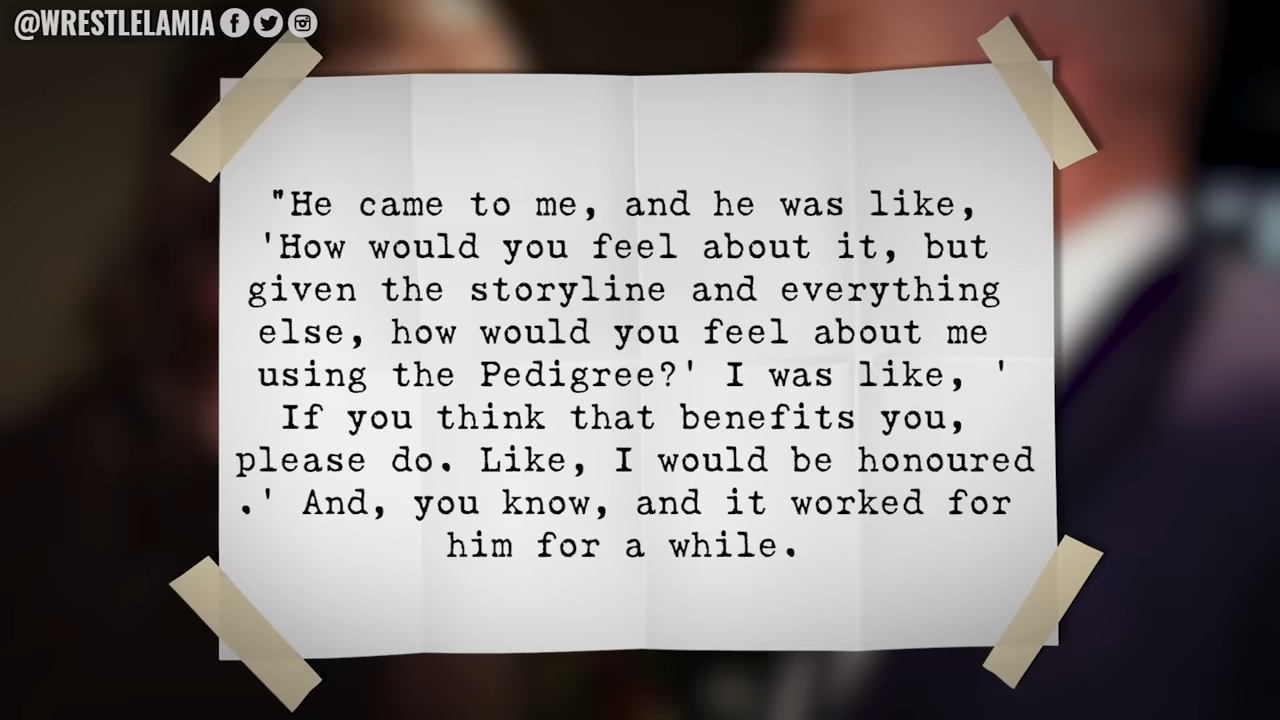 @WRESTLELAMIA
"He came to me, and he was like,
'How would you feel about it, but
given the storyline and everything
else, how would you feel about me
using the Pedigree?' I was like, '
If you think that benefits you,
please do. Like, I would be honoured
.' And, you know, and it worked for
him for a while.